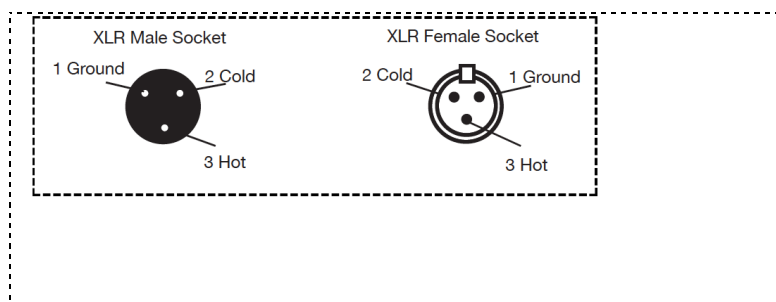 XLR Male Socket
1 Ground
2 Cold
3 Hot
XLR Female Socket
2 Cold
1 Ground
3 Hot